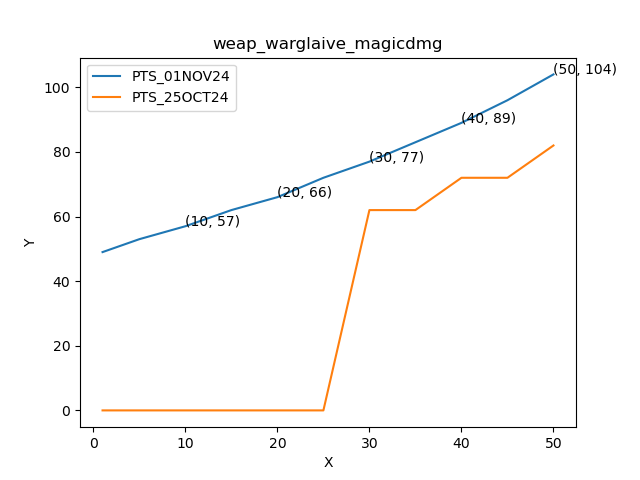 weap_warglaive_magicdmg
PTS_01NOV24
PTS_25OCT24
(50, 104)
(40, 89)
(30, 77)
(20, 66)
(10, 57)
Y
100
80
60
40
20
0
0 10 20 30 40 50
X